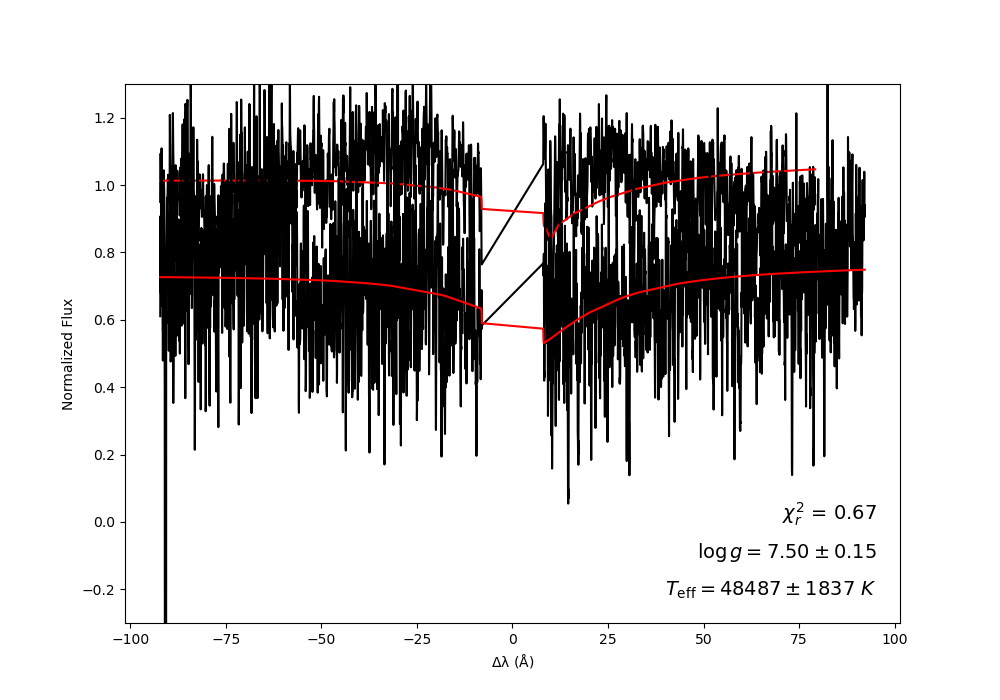 1.2
1.0
0.8
0.6
0.4
0.2
0.0
−0.2
Normalized Flux
χ²ᵣ = 0.67
log g = 7.50 ± 0.15
T_eff = 48487 ± 1837 K
−100 −75 −50 −25 0 25 50 75 100
Δλ (Å)